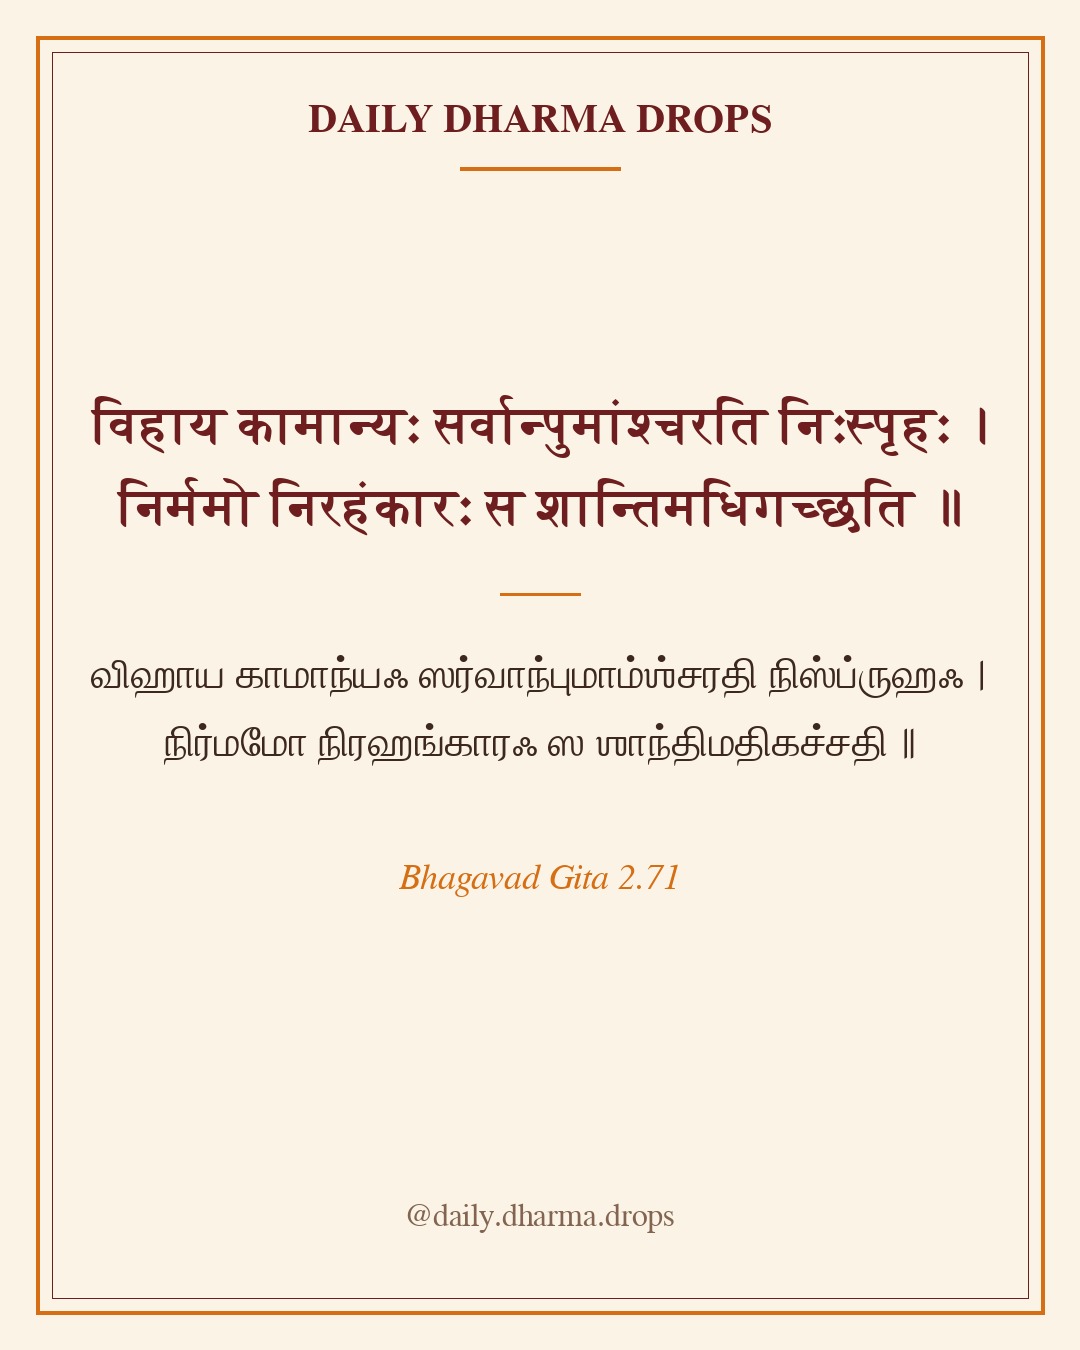 DAILY DHARMA DROPS
विहाय कामान्यः सर्वान्पुमांश्चरति निःस्पृहः ।
निर्ममो निरहंकारः स शान्तिमधिगच्छति ॥
விஹாய காமாந்யஃ ஸர்வாந்புமாம்ஶ்சரதி நிஸ்ப்ருஹஃ ।
நிர்மமோ நிரஹங்காரஃ ஸ ஶாந்திமதிகச்சதி ॥
Bhagavad Gita 2.71
@daily.dharma.drops